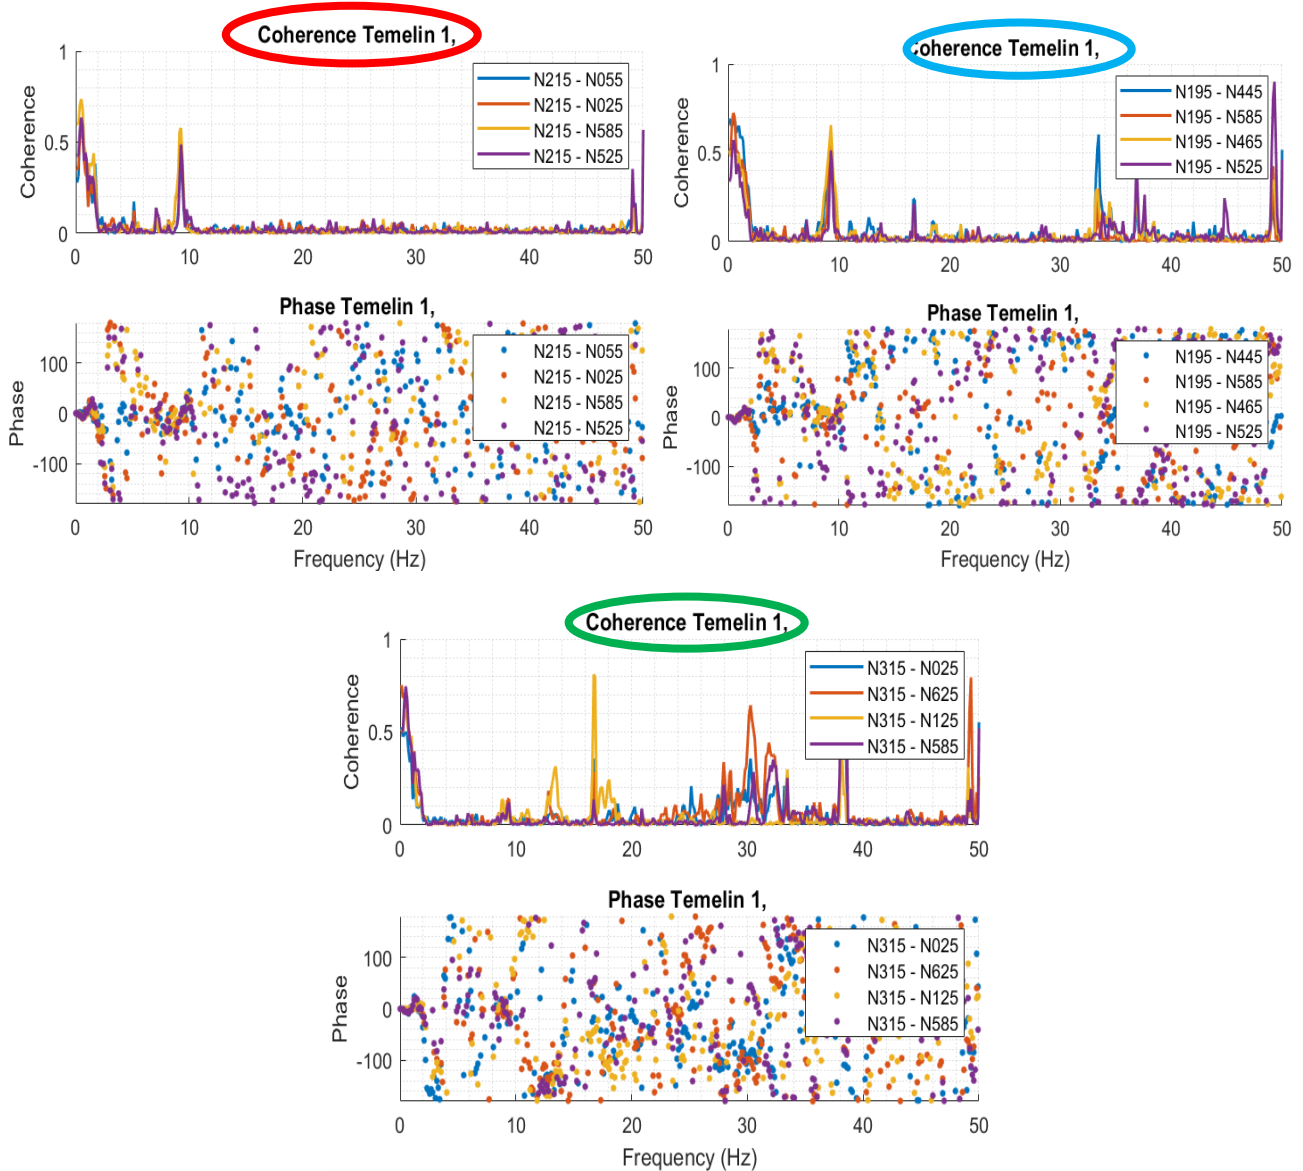 Coherence Temelin 1,
1
0.5
0
Coherence
N215 - N055
N215 - N025
N215 - N585
N215 - N525
0 10 20 30 40 50
Phase Temelin 1,
100
0
-100
Phase
N215 - N055
N215 - N025
N215 - N585
N215 - N525
0 10 20 30 40 50
Frequency (Hz)
Coherence Temelin 1,
1
0.5
0
Coherence
N195 - N445
N195 - N585
N195 - N465
N195 - N525
0 10 20 30 40 50
Phase Temelin 1,
100
0
-100
Phase
N195 - N445
N195 - N585
N195 - N465
N195 - N525
0 10 20 30 40 50
Frequency (Hz)
Coherence Temelin 1,
1
0.5
0
Coherence
N315 - N025
N315 - N625
N315 - N125
N315 - N585
0 10 20 30 40 50
Phase Temelin 1,
100
0
-100
Phase
N315 - N025
N315 - N625
N315 - N125
N315 - N585
0 10 20 30 40 50
Frequency (Hz)